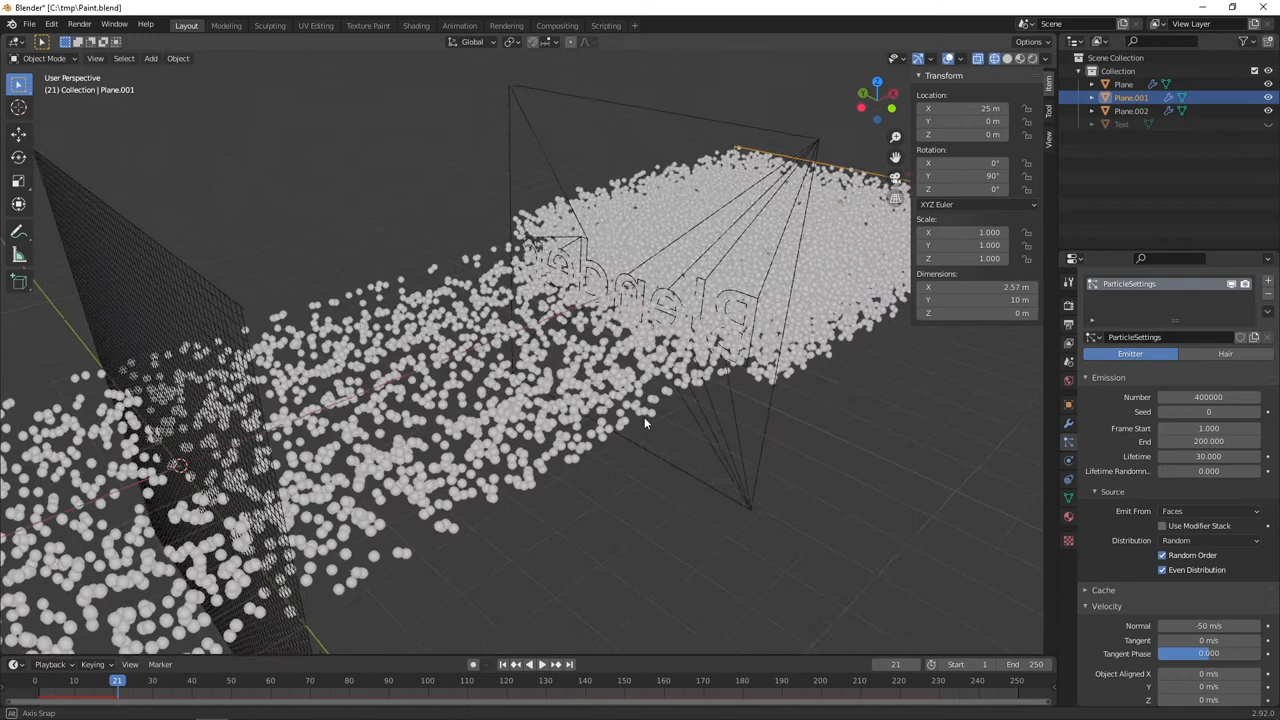 Blender* [C:\tmp\Paint.blend]
File Edit Render Window Help Layout Modeling Sculpting UV Editing Texture Paint Shading Animation Rendering Compositing Scripting + Scene View Layer
Global Options
Object Mode View Select Add Object
User Perspective
(21) Collection | Plane.001
Z
Y X
Transform
Location:
X 25 m
Y 0 m
Z 0 m
Rotation:
X 0°
Y 90°
Z 0°
XYZ Euler
Scale:
X 1.000
Y 1.000
Z 1.000
Dimensions:
X 2.57 m
Y 10 m
Z 0 m
Item
Tool
View
Scene Collection
Collection
Plane
Plane.001
Plane.002
Text
ParticleSettings
ParticleSettings
Emitter Hair
Emission
Number 400000
Seed 0
Frame Start 1.000
End 200.000
Lifetime 30.000
Lifetime Randomn.. 0.000
Source
Emit From Faces
Use Modifier Stack
Distribution Random
Random Order
Even Distribution
Cache
Velocity
Normal -50 m/s
Tangent 0 m/s
Tangent Phase 0.000
Object Aligned X 0 m/s
Y 0 m/s
Z 0 m/s
Playback Keying View Marker 21 Start 1 End 250
0 10 21 30 40 50 60 70 80 90 100 110 120 130 140 150 160 170 180 190 200 210 220 230 240 250
Axis Snap 2.92.0